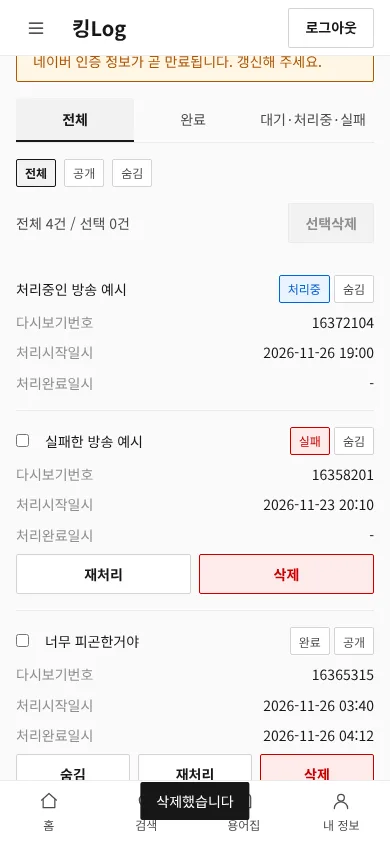 킹Log
로그아웃
네이버 인증 정보가 곧 만료됩니다. 갱신해 주세요.
전체
완료
대기·처리중·실패
전체
공개
숨김
전체 4건 / 선택 0건
선택삭제
처리중인 방송 예시
처리중
숨김
다시보기번호
16372104
처리시작일시
2026-11-26 19:00
처리완료일시
-
실패한 방송 예시
실패
숨김
다시보기번호
16358201
처리시작일시
2026-11-23 20:10
처리완료일시
-
재처리
삭제
너무 피곤한거야
완료
공개
다시보기번호
16365315
처리시작일시
2026-11-26 03:40
처리완료일시
2026-11-26 04:12
숨김
재처리
삭제
삭제했습니다
홈
검색
용어집
내 정보